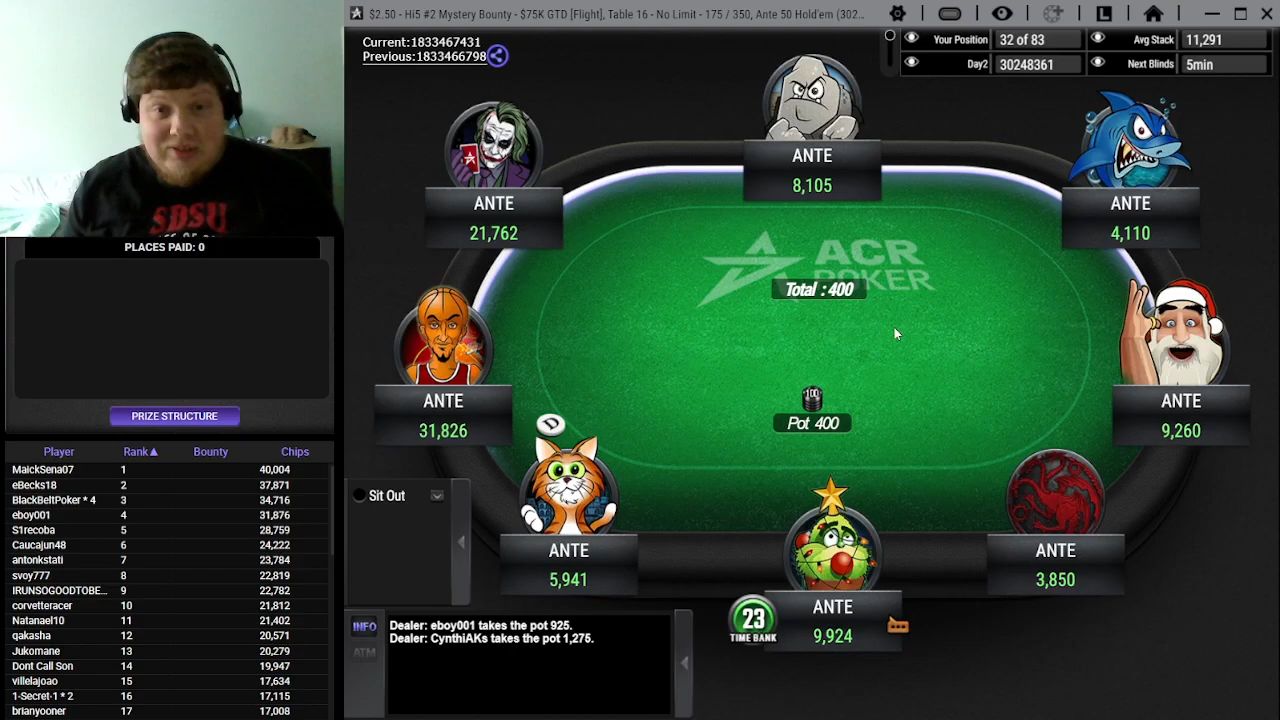 $2.50 - Hi5 #2 Mystery Bounty - $75K GTD [Flight], Table 16 - No Limit - 175 / 350, Ante 50 Hold'em (302...
Current:1833467431
Previous:1833466798
Your Position 32 of 83 Avg Stack 11,291
Day2 30248361 Next Blinds 5min
SDSU
PLACES PAID: 0
PRIZE STRUCTURE
Player Rank▲ Bounty Chips
MaickSena07 1 40,004
eBecks18 2 37,871
BlackBeltPoker * 4 3 34,716
eboy001 4 31,876
S1recoba 5 28,759
Caucajun48 6 24,222
antonkstati 7 23,784
svoy777 8 22,819
IRUNSOGOODTOBE... 9 22,782
corvetteracer 10 21,812
Natanael10 11 21,402
qakasha 12 20,571
Jukomane 13 20,279
Dont Call Son 14 19,947
villelajoao 15 17,634
1-Secret-1 * 2 16 17,115
brianyooner 17 17,008
ANTE
8,105
ANTE
21,762
ANTE
4,110
ACR
POKER
Total : 400
ANTE
31,826
100
Pot 400
ANTE
9,260
D
ANTE
5,941
ANTE
3,850
ANTE
9,924
23
TIME BANK
Sit Out
INFO
ATM
Dealer: eboy001 takes the pot 925.
Dealer: CynthiAKs takes the pot 1,275.